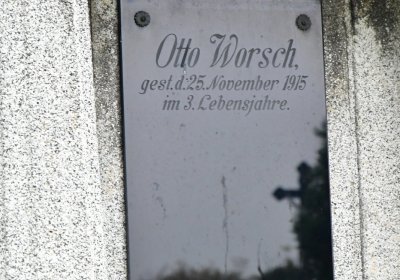 Otto Worsch,
gest. d. 25. November 1915
im 3. Lebensjahre.